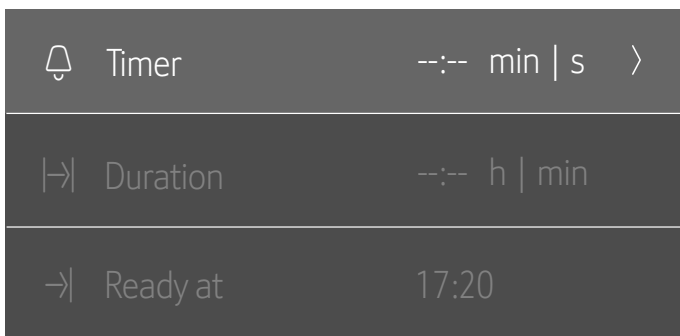 Timer --:-- min | s
Duration --:-- h | min
Ready at 17:20